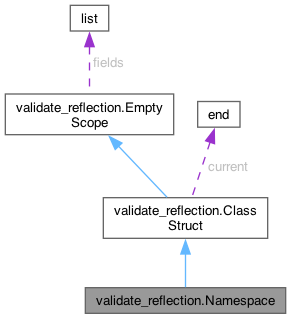 list
fields
validate_reflection.Empty
Scope
end
current
validate_reflection.Class
Struct
validate_reflection.Namespace